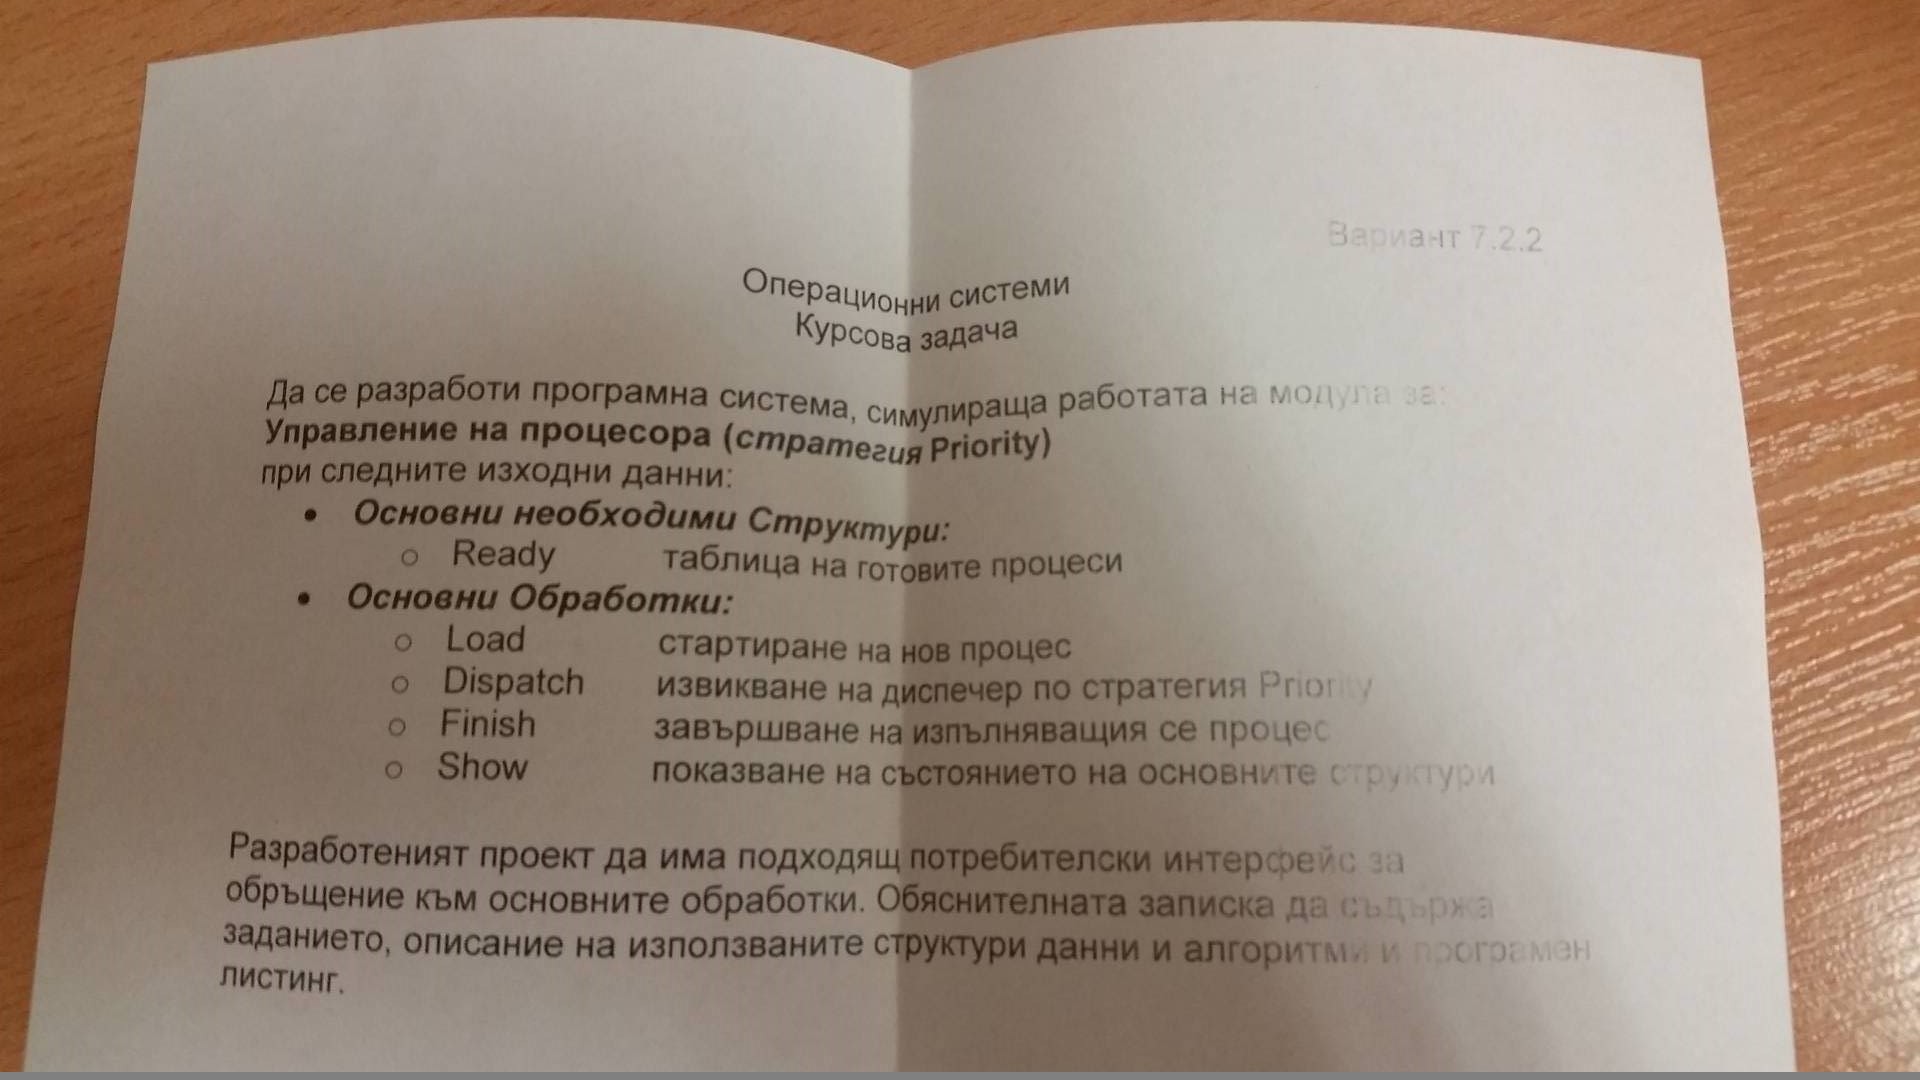 Вариант 7.2.2
Операционни системи
Курсова задача
Да се разработи програмна система, симулираща работата на модула за:
Управление на процесора (стратегия Priority)
при следните изходни данни:
• Основни необходими Структури:
○ Ready таблица на готовите процеси
• Основни Обработки:
○ Load стартиране на нов процес
○ Dispatch извикване на диспечер по стратегия Priority
○ Finish завършване на изпълняващия се процес
○ Show показване на състоянието на основните структури
Разработеният проект да има подходящ потребителски интерфейс за
обръщение към основните обработки. Обяснителната записка да съдържа
заданието, описание на използваните структури данни и алгоритми и програмен
листинг.